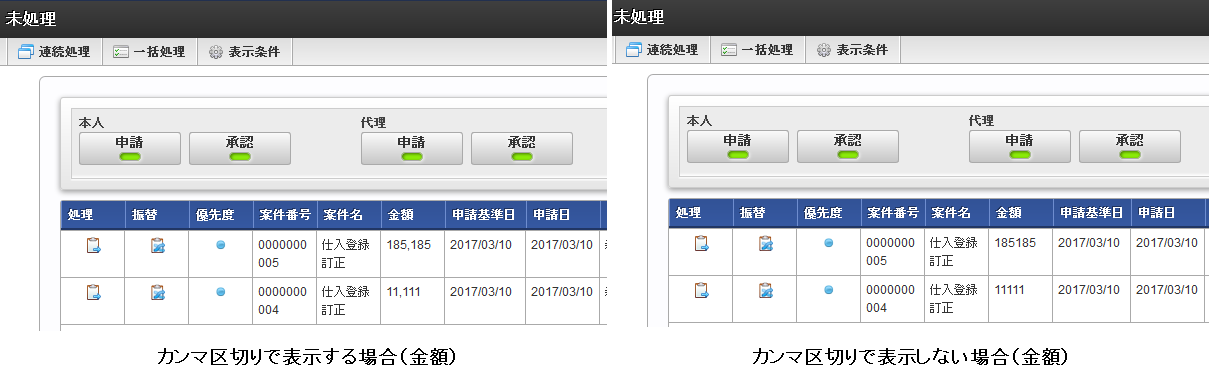 未処理
連続処理 一括処理 表示条件
本人 代理
申請 承認 申請 承認
処理 振替 優先度 案件番号 案件名 金額 申請基準日 申請日
0000000 仕入登録 185,185 2017/03/10 2017/03/10
005 訂正
0000000 仕入登録 11,111 2017/03/10 2017/03/10
004 訂正
カンマ区切りで表示する場合(金額)
未処理
連続処理 一括処理 表示条件
本人 代理
申請 承認 申請 承認
処理 振替 優先度 案件番号 案件名 金額 申請基準日 申請日
0000000 仕入登録 185185 2017/03/10 2017/03/10
005 訂正
0000000 仕入登録 11111 2017/03/10 2017/03/10
004 訂正
カンマ区切りで表示しない場合(金額)